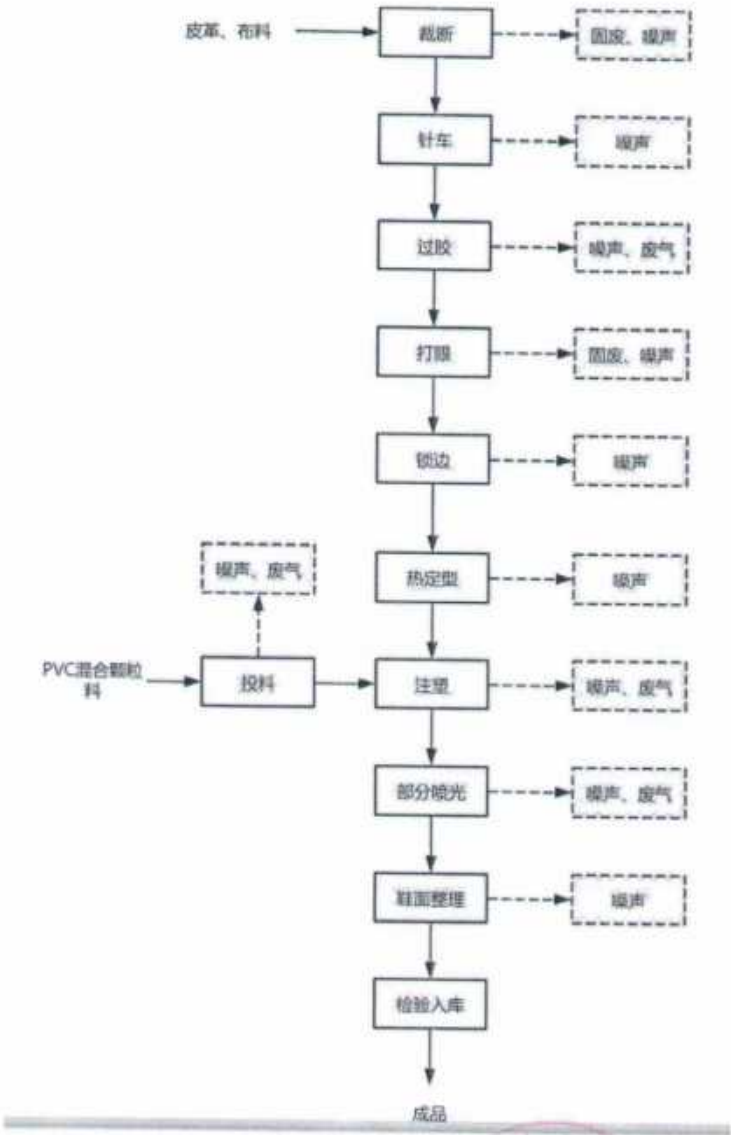 皮革、布料
裁断
固废、噪声
针车
噪声
过胶
噪声、废气
打眼
固废、噪声
锁边
噪声
噪声、废气
热定型
噪声
PVC混合颗粒
料
投料
注塑
噪声、废气
部分喷光
噪声、废气
鞋面整理
噪声
检验入库
成品